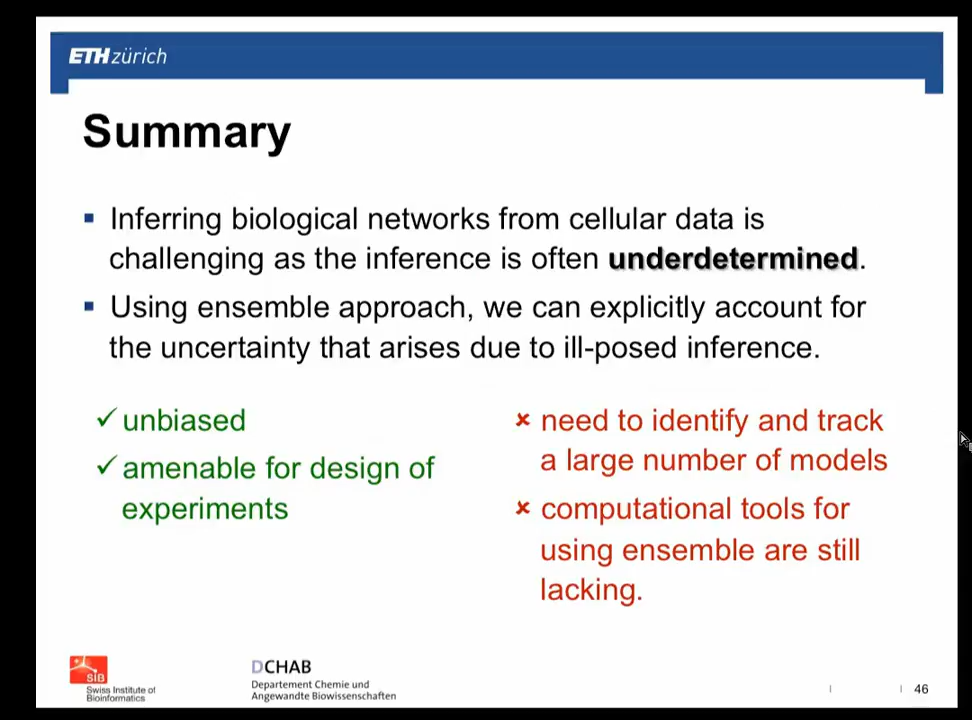 ETH zürich
Summary
Inferring biological networks from cellular data is
challenging as the inference is often underdetermined.
Using ensemble approach, we can explicitly account for
the uncertainty that arises due to ill-posed inference.
✓ unbiased
✓ amenable for design of
experiments
✗ need to identify and track
a large number of models
✗ computational tools for
using ensemble are still
lacking.
SIB
Swiss Institute of
Bioinformatics
DCHAB
Departement Chemie und
Angewandte Biowissenschaften
46